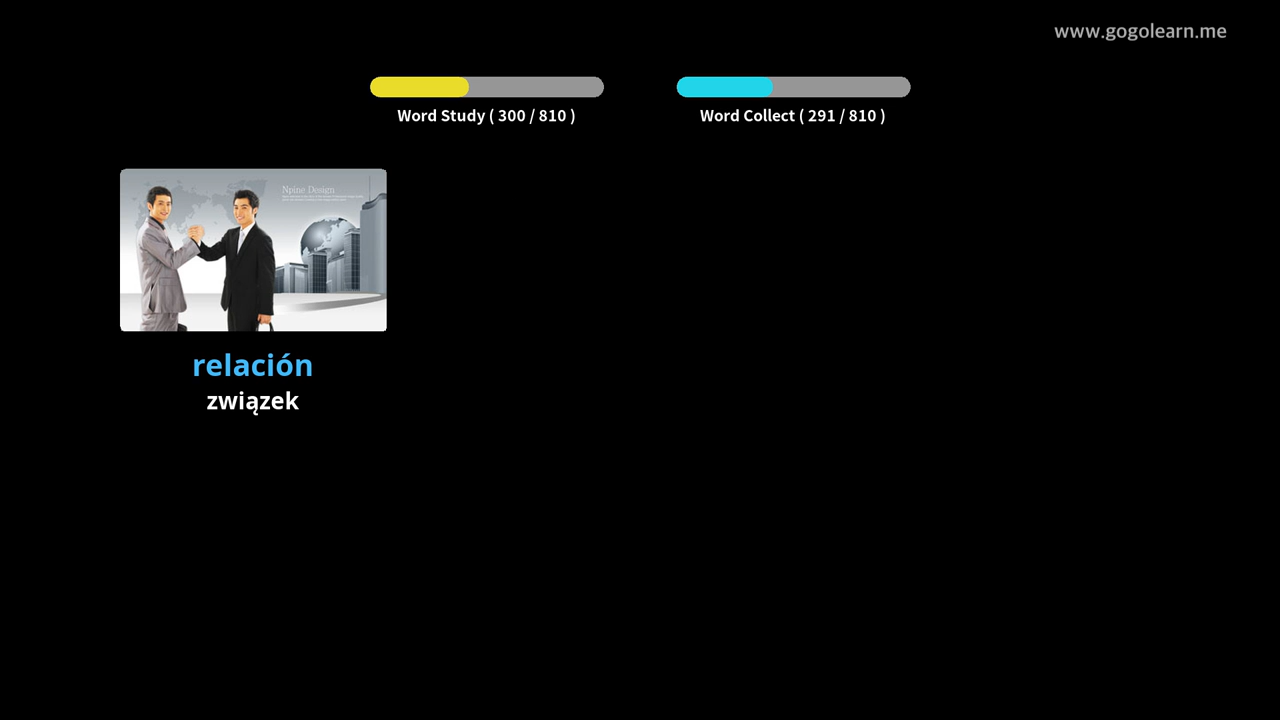 www.gogolearn.me
Word Study ( 300 / 810 )
Word Collect ( 291 / 810 )
Npine Design
relación
związek